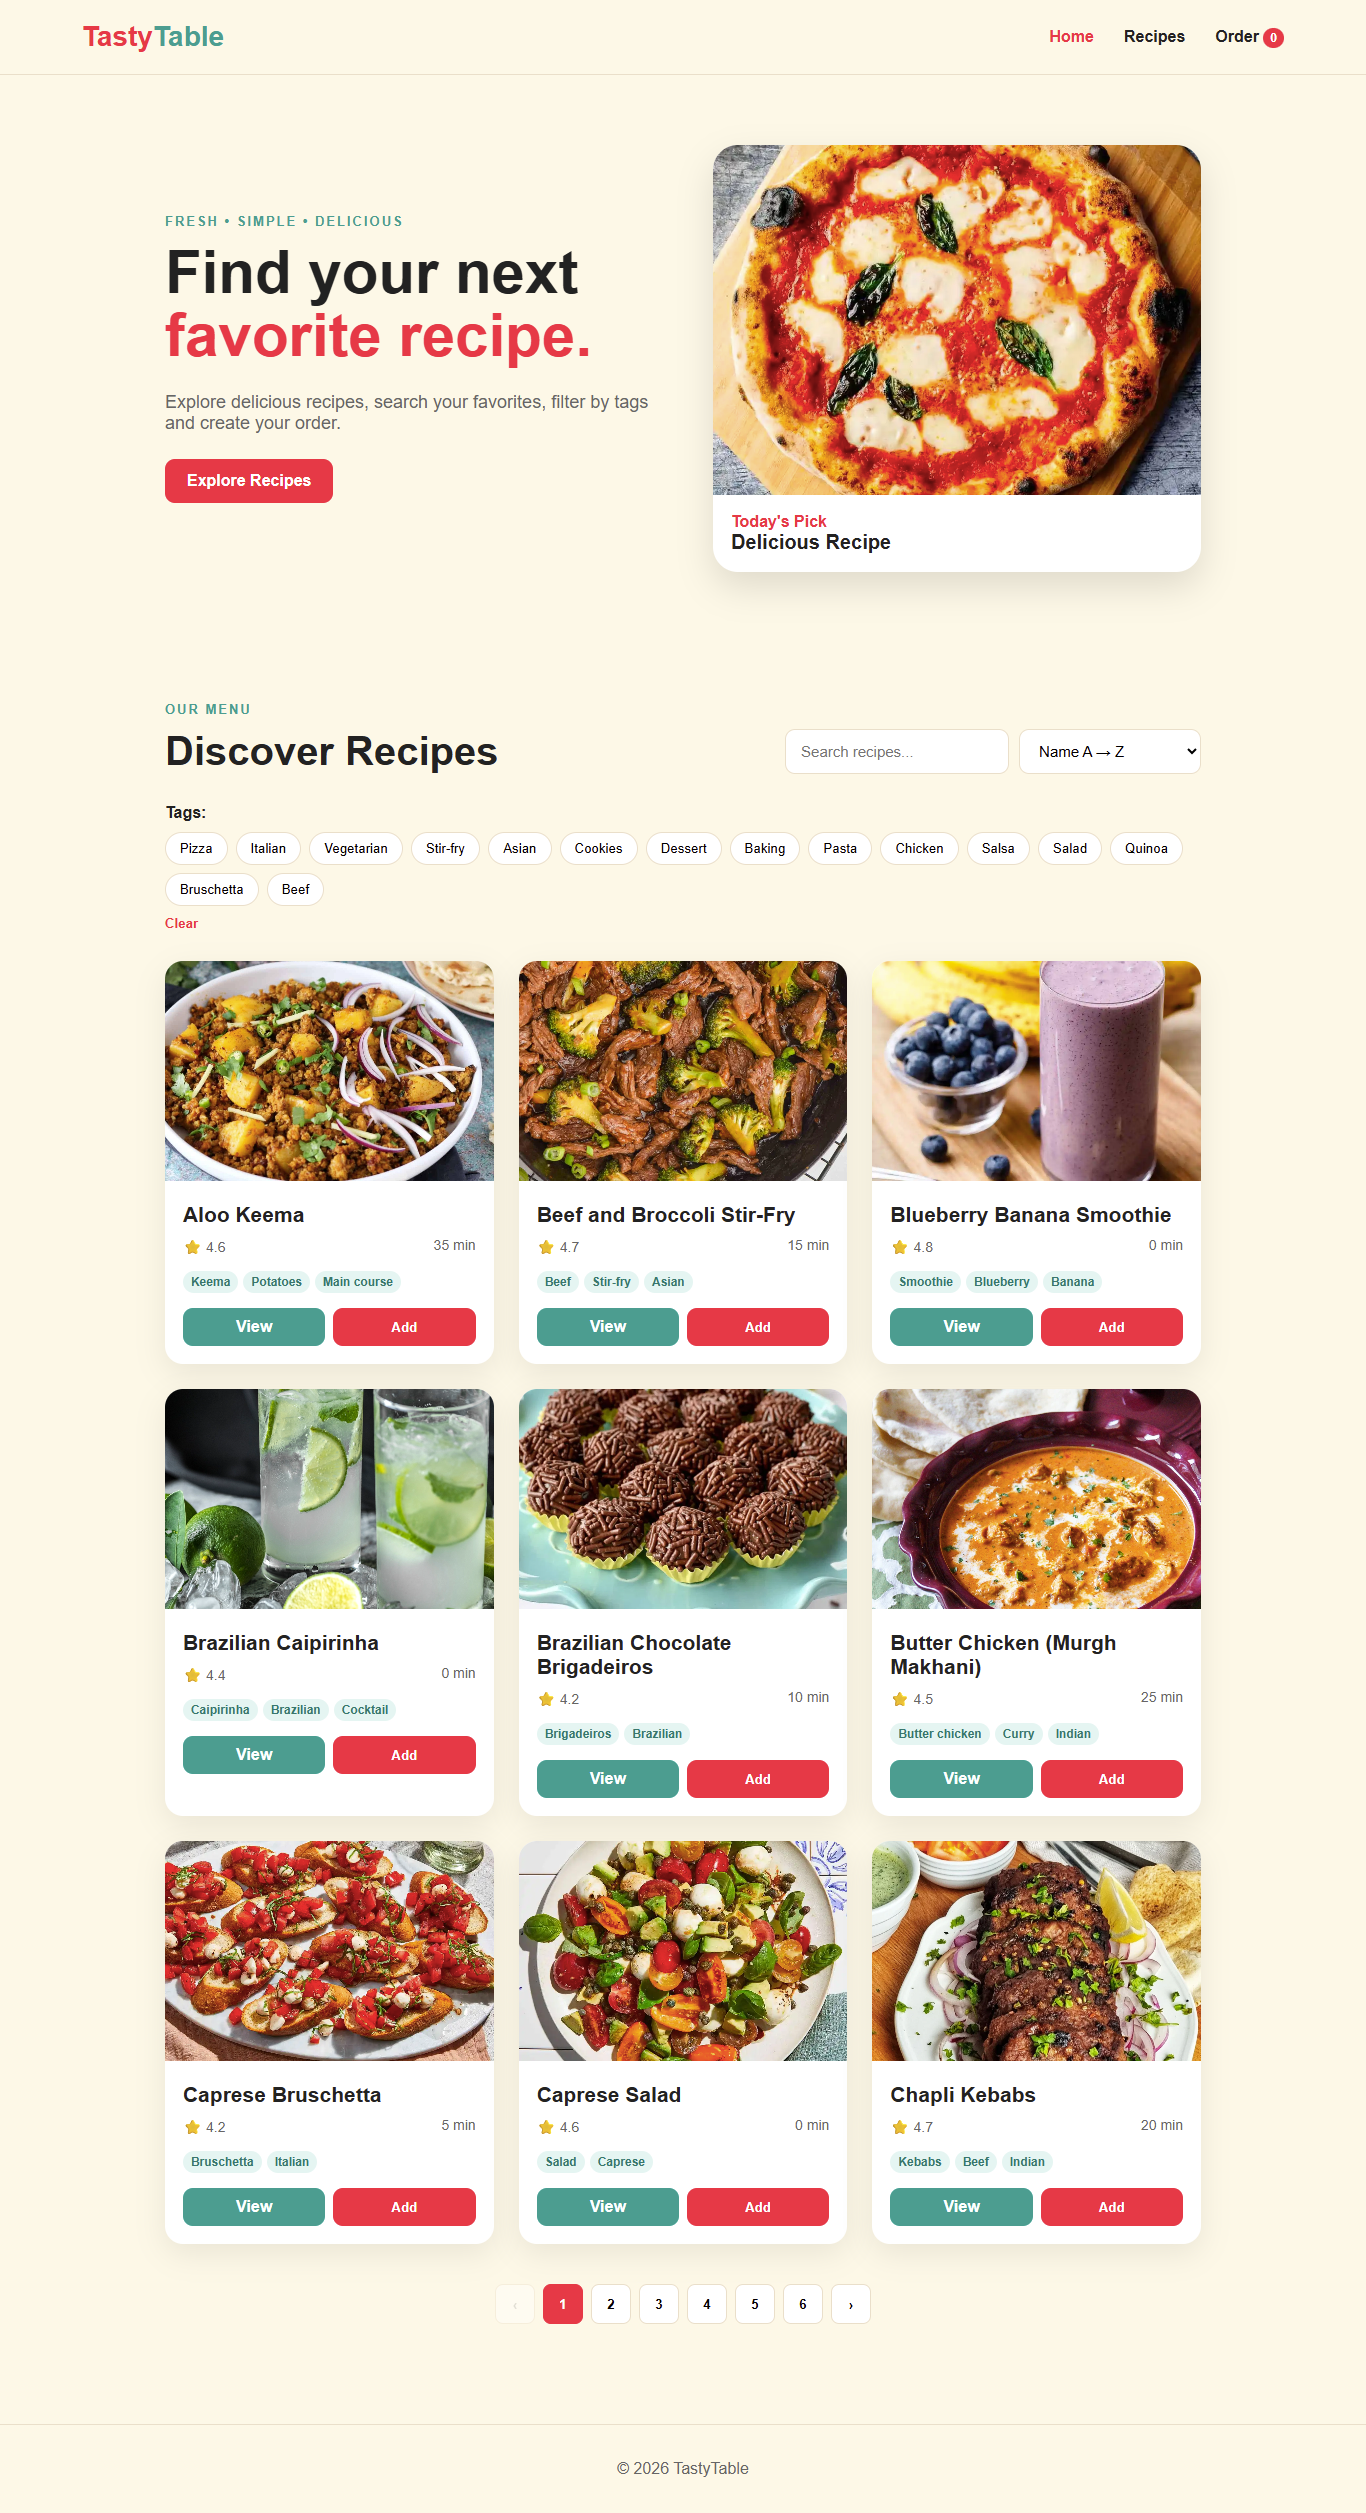 TastyTable
Home
Recipes
Order 0
FRESH • SIMPLE • DELICIOUS
Find your next
favorite recipe.
Explore delicious recipes, search your favorites, filter by tags
and create your order.
Explore Recipes
Today's Pick
Delicious Recipe
OUR MENU
Discover Recipes
Search recipes...
Name A → Z
Tags:
Pizza
Italian
Vegetarian
Stir-fry
Asian
Cookies
Dessert
Baking
Pasta
Chicken
Salsa
Salad
Quinoa
Bruschetta
Beef
Clear
Aloo Keema
4.6
35 min
Keema
Potatoes
Main course
View
Add
Beef and Broccoli Stir-Fry
4.7
15 min
Beef
Stir-fry
Asian
View
Add
Blueberry Banana Smoothie
4.8
0 min
Smoothie
Blueberry
Banana
View
Add
Brazilian Caipirinha
4.4
0 min
Caipirinha
Brazilian
Cocktail
View
Add
Brazilian Chocolate
Brigadeiros
4.2
10 min
Brigadeiros
Brazilian
View
Add
Butter Chicken (Murgh
Makhani)
4.5
25 min
Butter chicken
Curry
Indian
View
Add
Caprese Bruschetta
4.2
5 min
Bruschetta
Italian
View
Add
Caprese Salad
4.6
0 min
Salad
Caprese
View
Add
Chapli Kebabs
4.7
20 min
Kebabs
Beef
Indian
View
Add
‹ 1 2 3 4 5 6 ›
© 2026 TastyTable